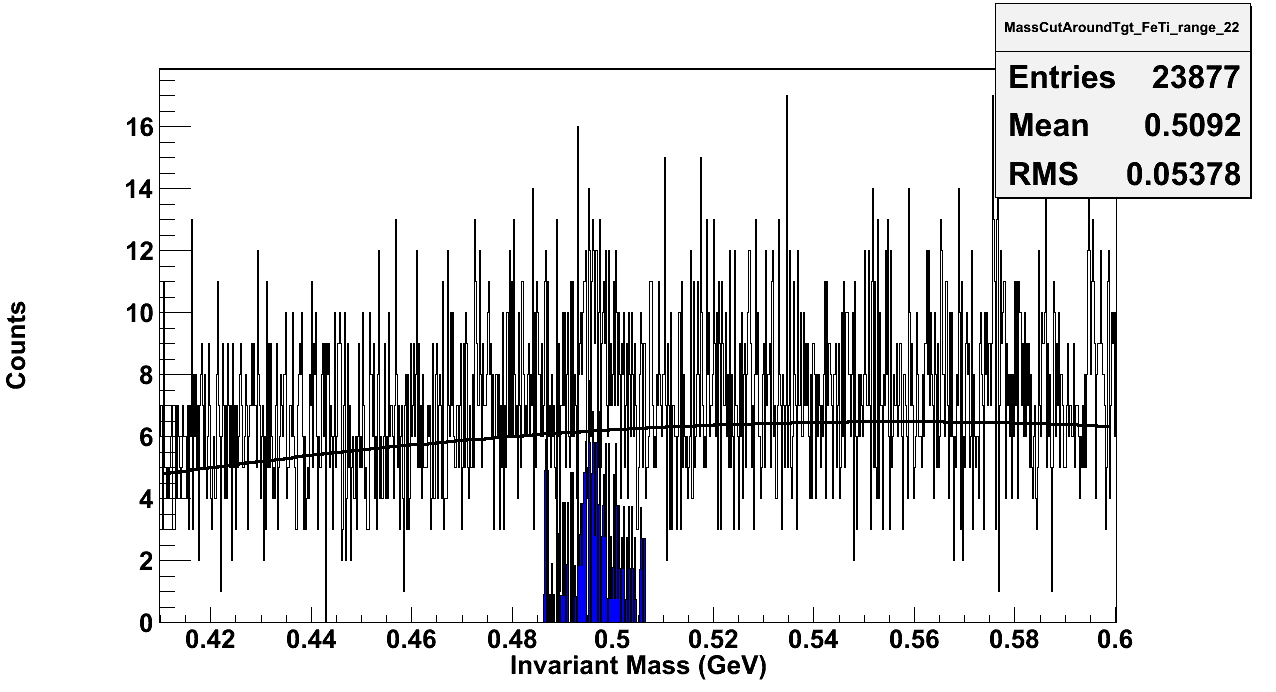 MassCutAroundTgt_FeTi_range_22
Entries 23877
Mean 0.5092
RMS 0.05378
Counts
16
14
12
10
8
6
4
2
0
0.42 0.44 0.46 0.48 0.5 0.52 0.54 0.56 0.58 0.6
Invariant Mass (GeV)